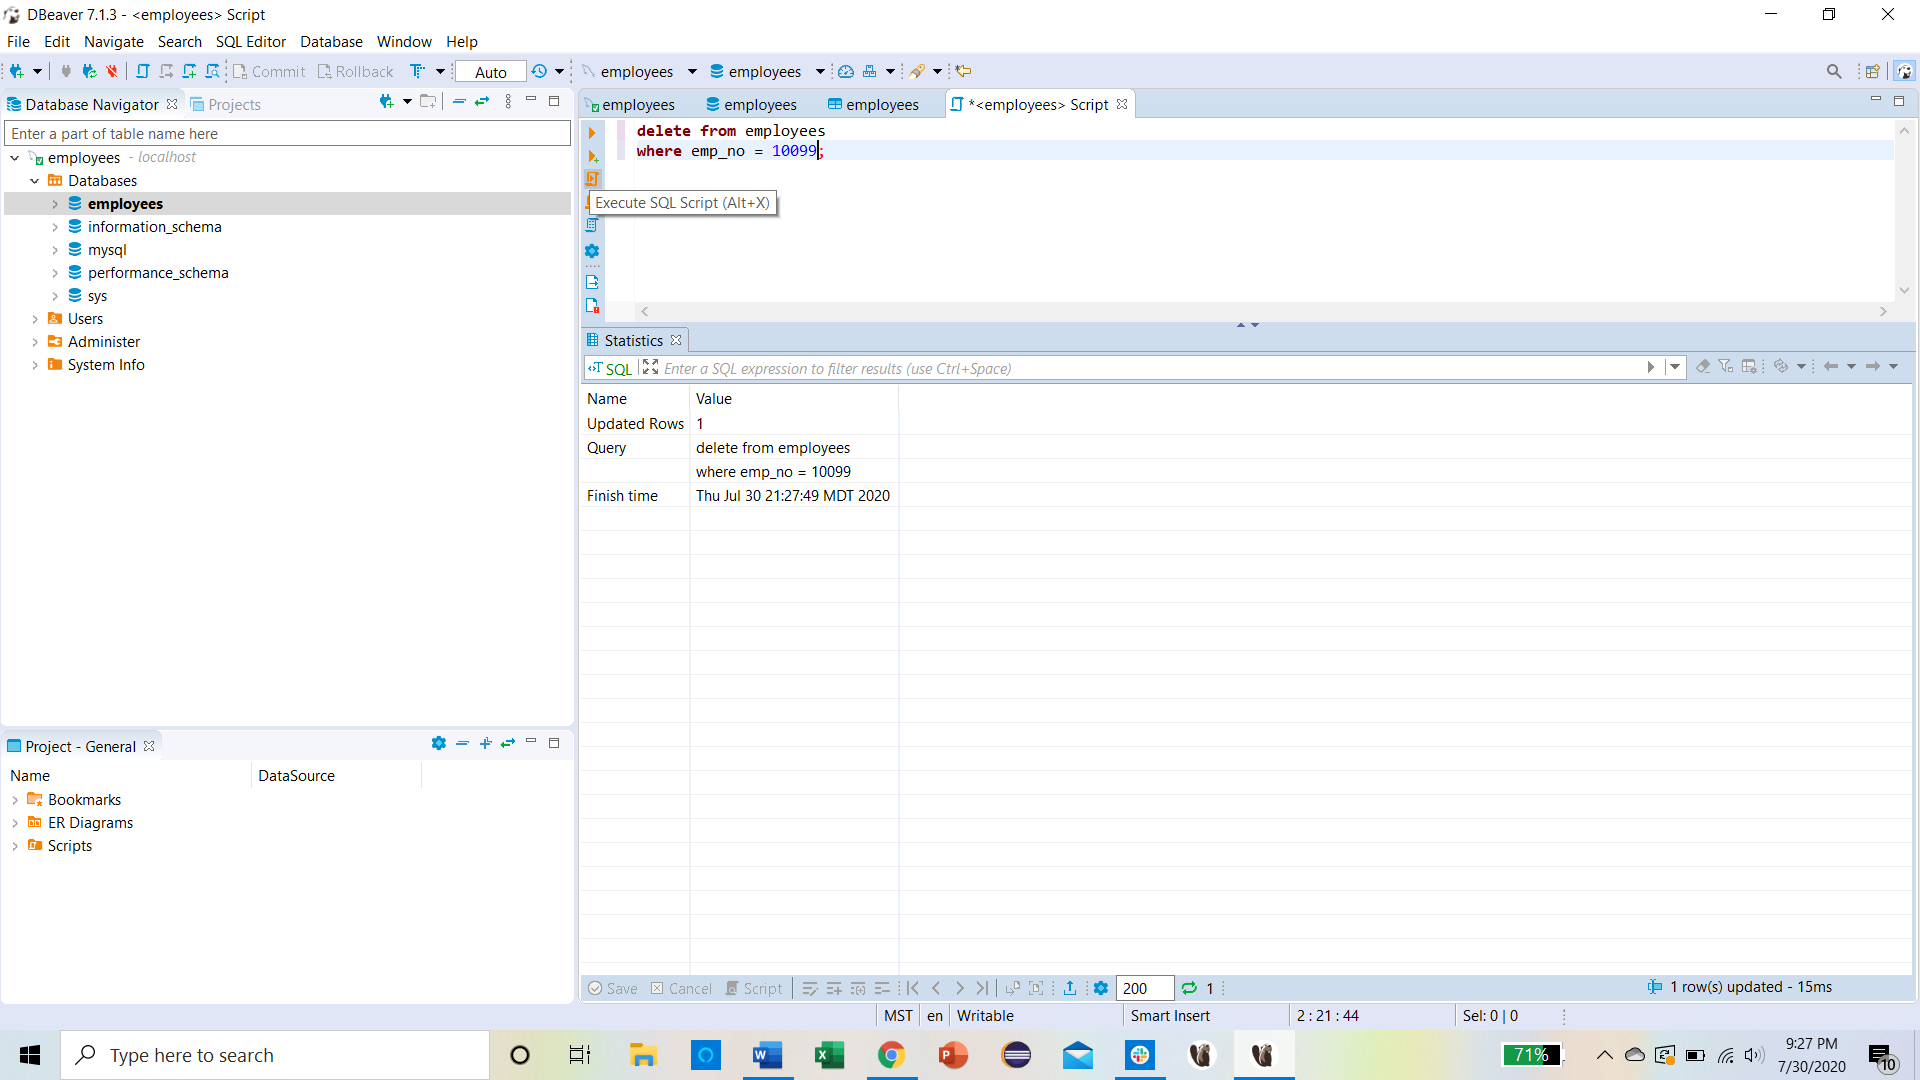 DBeaver 7.1.3 - <employees> Script
File Edit Navigate Search SQL Editor Database Window Help
Commit Rollback Auto employees employees
Database Navigator Projects
Enter a part of table name here
employees - localhost
Databases
employees
information_schema
mysql
performance_schema
sys
Users
Administer
System Info
Project - General
Name DataSource
Bookmarks
ER Diagrams
Scripts
employees employees employees *<employees> Script
delete from employees
where emp_no = 10099;
Execute SQL Script (Alt+X)
Statistics
SQL Enter a SQL expression to filter results (use Ctrl+Space)
Name Value
Updated Rows 1
Query delete from employees
where emp_no = 10099
Finish time Thu Jul 30 21:27:49 MDT 2020
Save Cancel Script 200 1
1 row(s) updated - 15ms
MST en Writable Smart Insert 2 : 21 : 44 Sel: 0 | 0
Type here to search
71%
9:27 PM
7/30/2020
10